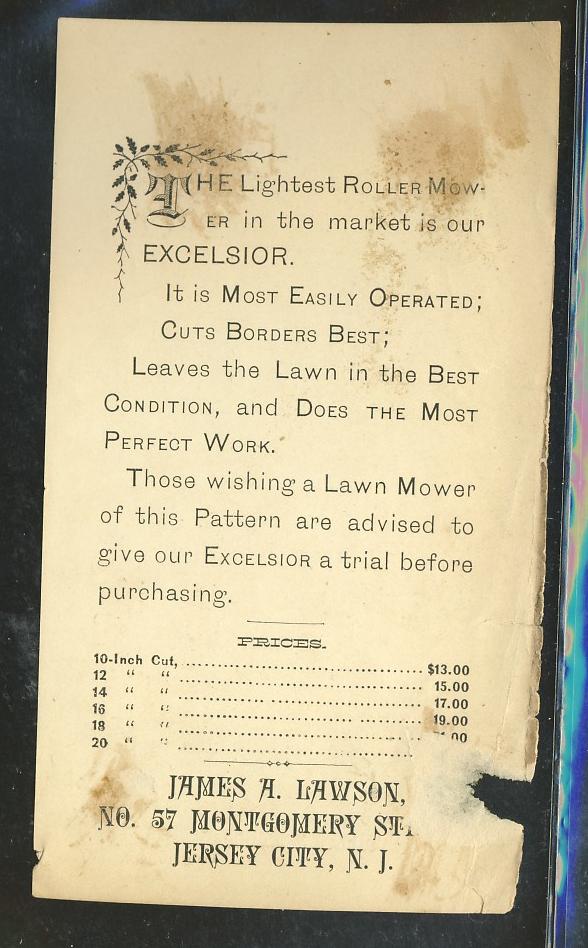 THE Lightest ROLLER MOW-
ER in the market is our
EXCELSIOR.
It is MOST EASILY OPERATED;
CUTS BORDERS BEST;
Leaves the Lawn in the BEST
CONDITION, and DOES THE MOST
PERFECT WORK.
Those wishing a Lawn Mower
of this Pattern are advised to
give our EXCELSIOR a trial before
purchasing.
PRICES.
10-Inch Cut, ........................................ $13.00
12 " " ........................................ 15.00
14 " " ........................................ 17.00
16 " " ........................................ 19.00
18 " " ........................................
20 " " ........................................
JAMES A. LAWSON,
NO. 57 MONTGOMERY
JERSEY CITY, N. J.